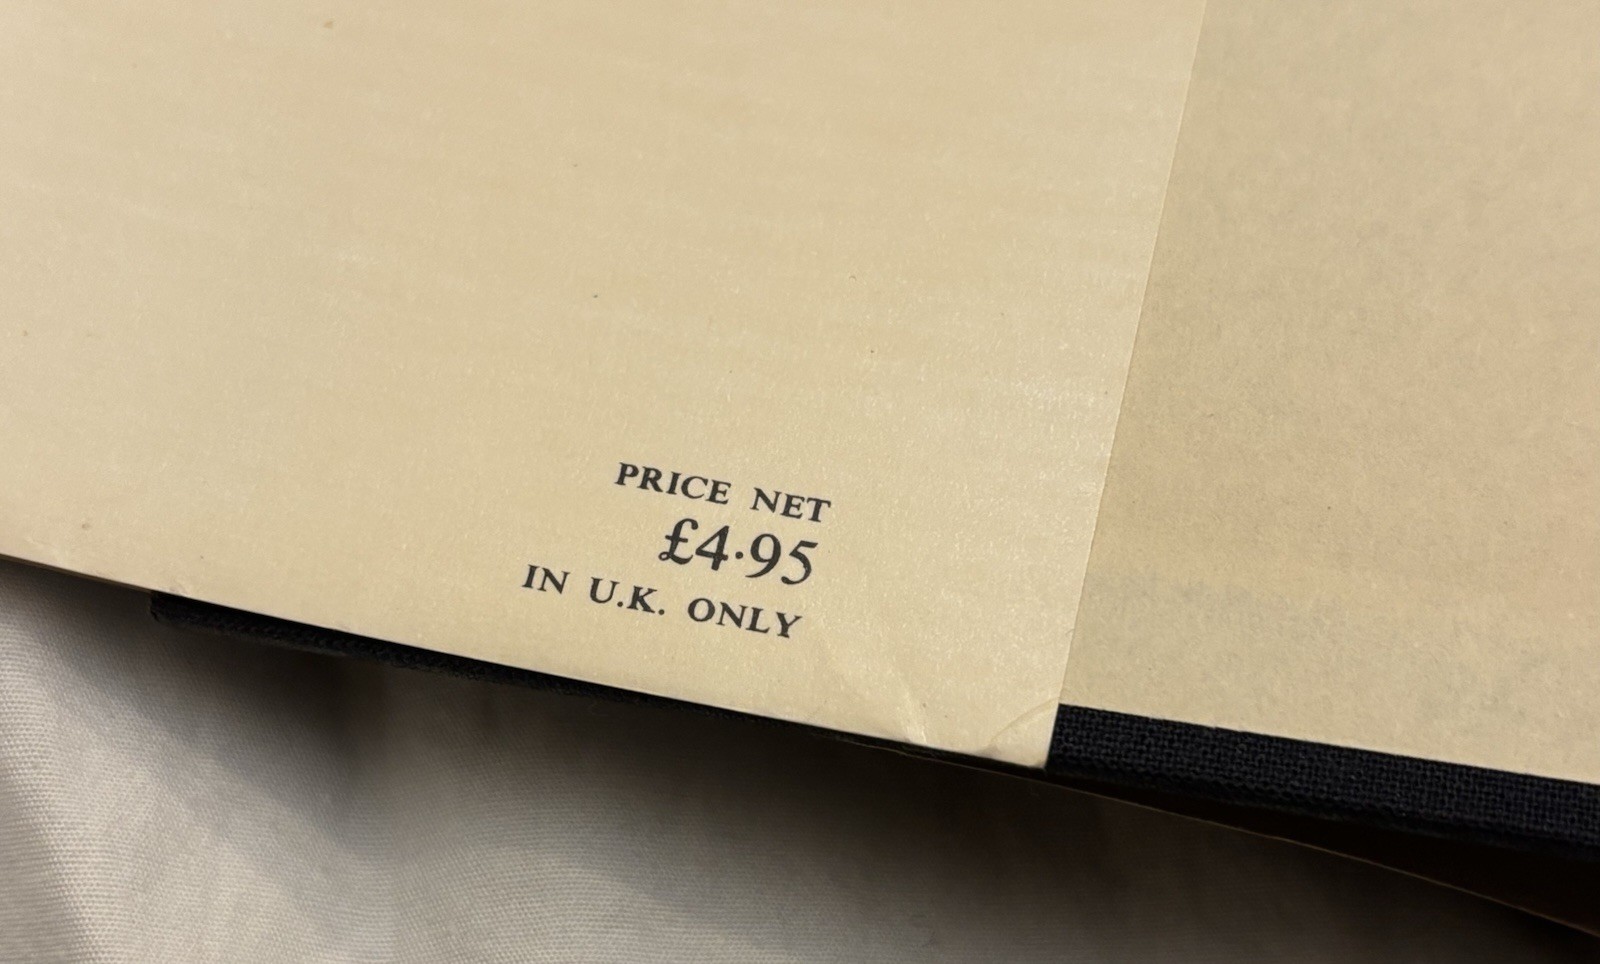 PRICE NET
£4·95
IN U.K. ONLY